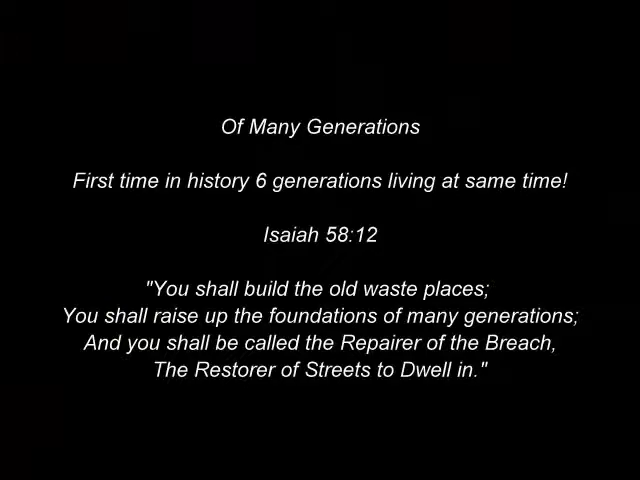 Of Many Generations
First time in history 6 generations living at same time!
Isaiah 58:12
"You shall build the old waste places;
You shall raise up the foundations of many generations;
And you shall be called the Repairer of the Breach,
The Restorer of Streets to Dwell in."